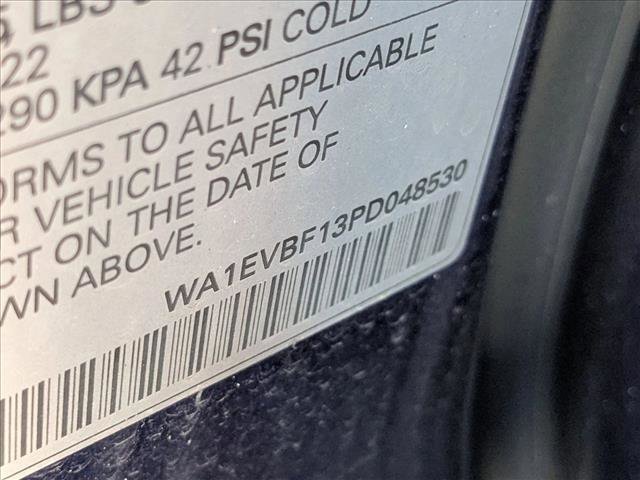 LBS
22
290 KPA 42 PSI COLD
ORMS TO ALL APPLICABLE
R VEHICLE SAFETY
CT ON THE DATE OF
WN ABOVE.
WA1EVBF13PD048530